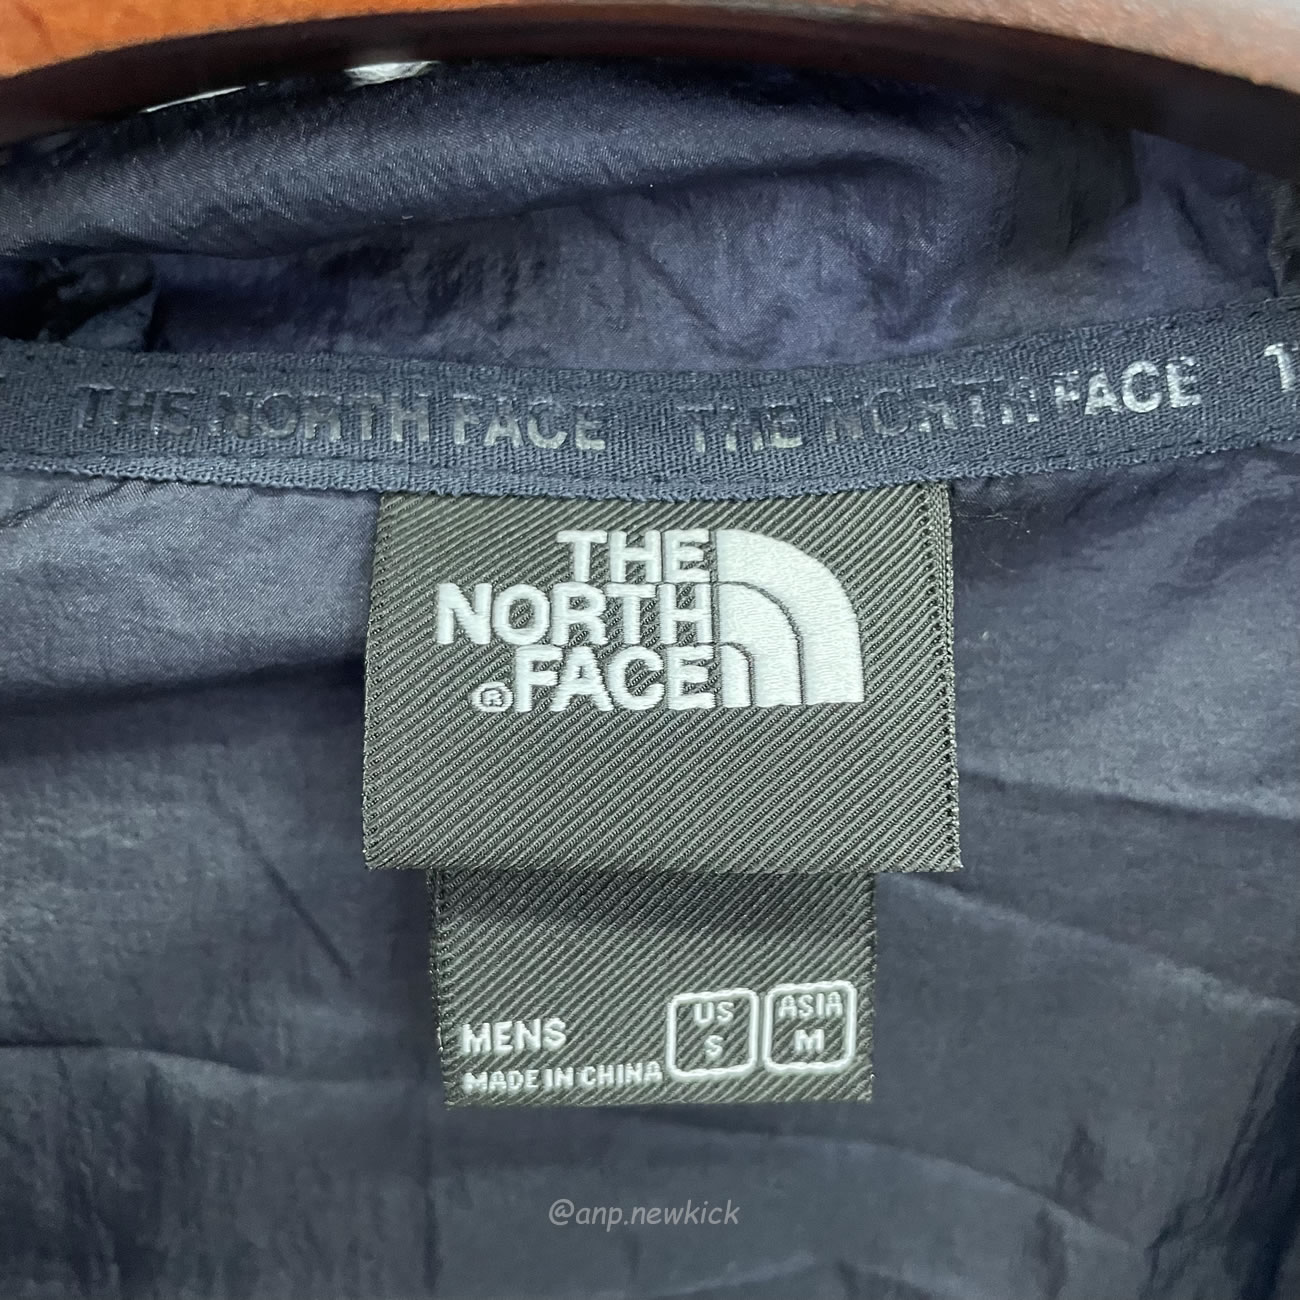 THE NORTH FACE THE NORTH FACE
THE
NORTH
®FACE
US ASIA
S M
MENS
MADE IN CHINA
@anp.newkick